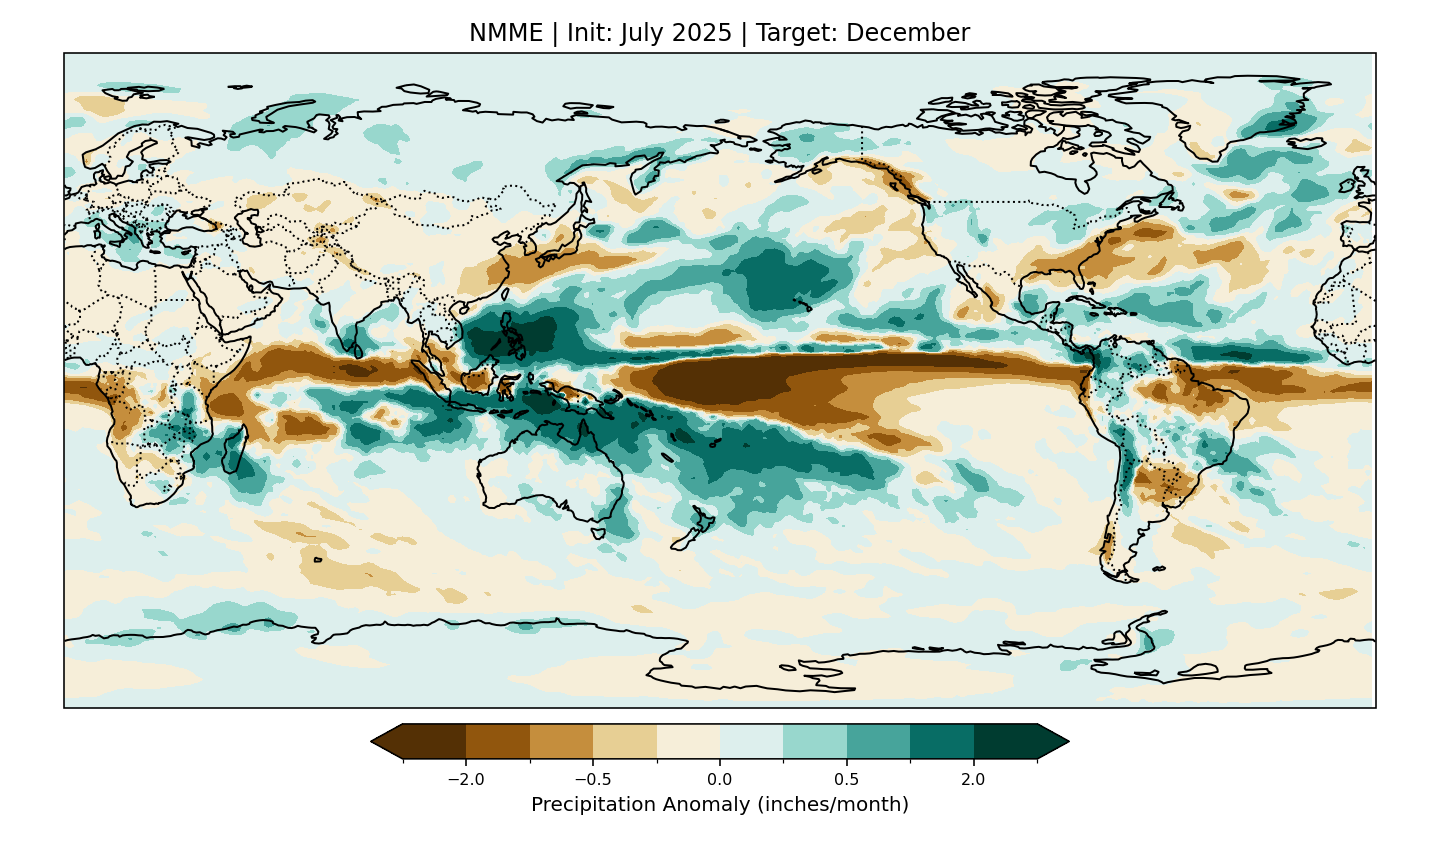 NMME | Init: July 2025 | Target: December
−2.0 −0.5 0.0 0.5 2.0
Precipitation Anomaly (inches/month)